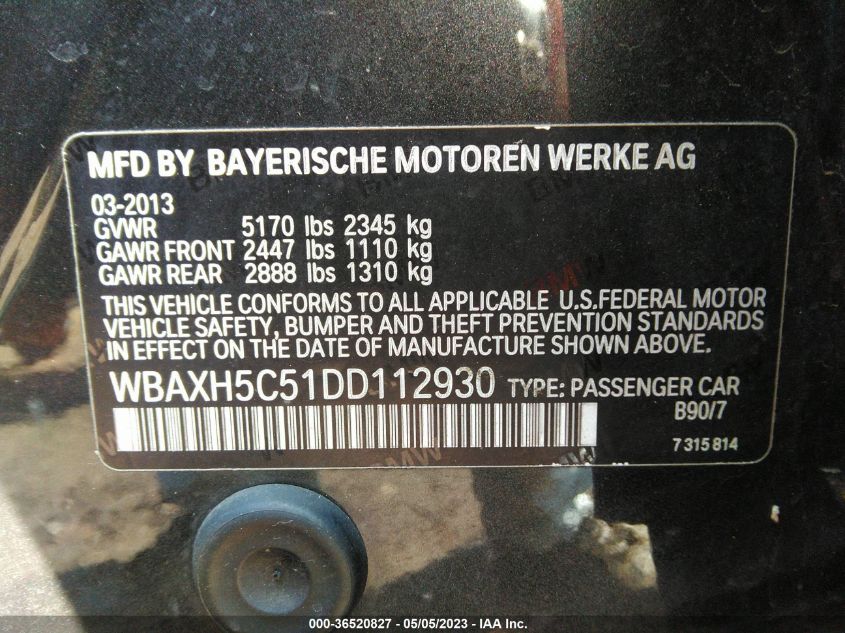 MFD BY BAYERISCHE MOTOREN WERKE AG
03-2013
GVWR 5170 lbs 2345 kg
GAWR FRONT 2447 lbs 1110 kg
GAWR REAR 2888 lbs 1310 kg
THIS VEHICLE CONFORMS TO ALL APPLICABLE U.S.FEDERAL MOTOR
VEHICLE SAFETY, BUMPER AND THEFT PREVENTION STANDARDS
IN EFFECT ON THE DATE OF MANUFACTURE SHOWN ABOVE.
WBAXH5C51DD112930 TYPE: PASSENGER CAR
B90/7
7 315 814
000-36520827 / 05/05/2023 - IAA Inc.